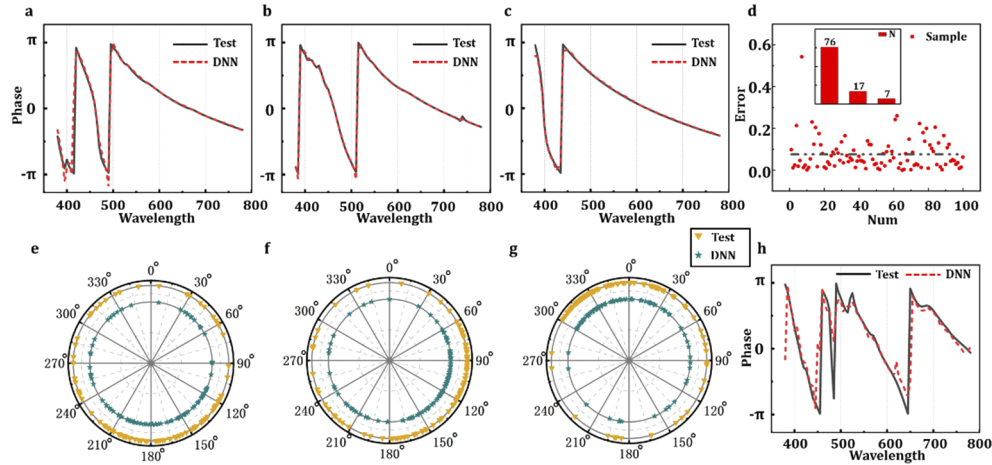 a
Phase
π
0
-π
Test
DNN
400 500 600 700 800
Wavelength
b
π
0
-π
Test
DNN
400 500 600 700 800
Wavelength
c
π
0
-π
Test
DNN
400 500 600 700 800
Wavelength
d
Error
0.6
0.4
0.2
0.0
76
17
7
N
Sample
0 20 40 60 80 100
Num
e
0°
30°
60°
90°
120°
150°
180°
210°
240°
270°
300°
330°
f
0°
30°
60°
90°
120°
150°
180°
210°
240°
270°
300°
330°
g
Test
DNN
0°
30°
60°
90°
120°
150°
180°
210°
240°
270°
300°
330°
h
Phase
π
0
-π
Test DNN
400 500 600 700 800
Wavelength